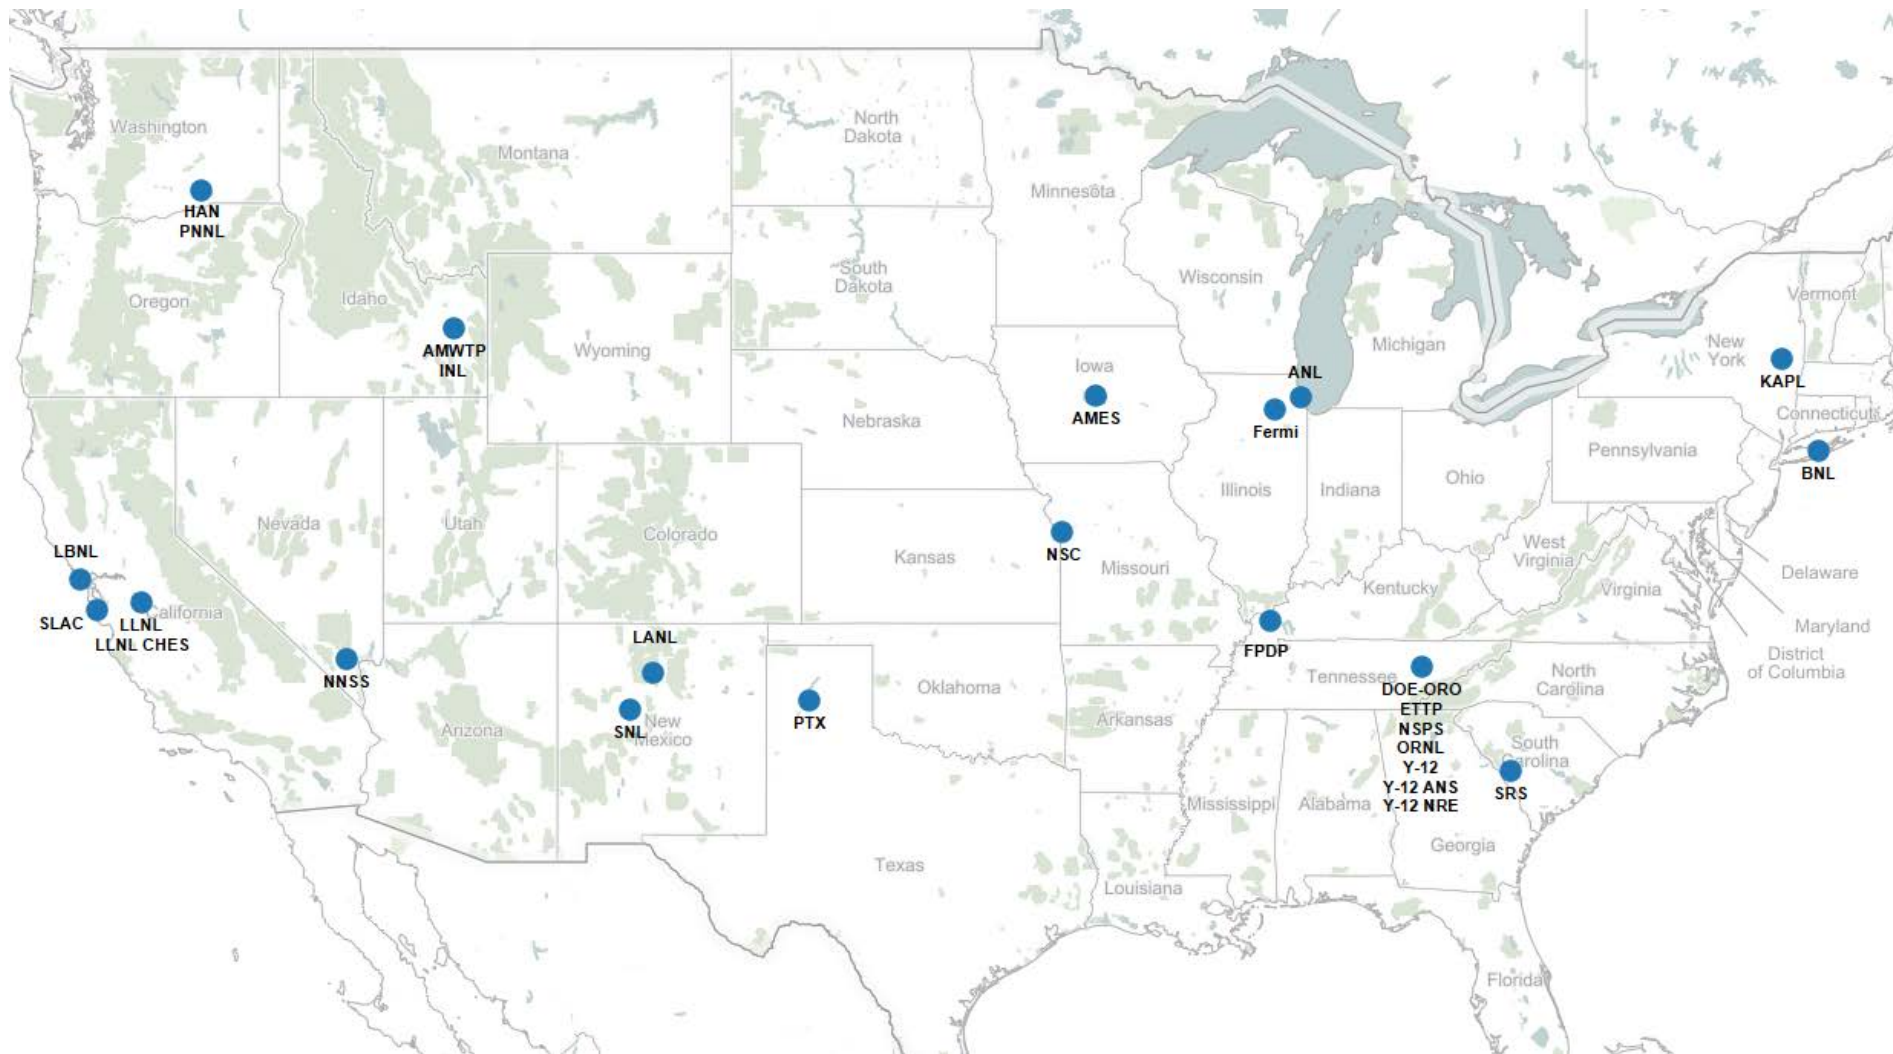 Washington
HAN
PNNL
Oregon
Idaho
Montana
AMWTP
INL
Wyoming
North
Dakota
South
Dakota
Nebraska
Minnesota
Wisconsin
Iowa
AMES
ANL
Fermi
Michigan
Illinois
Indiana
Ohio
Pennsylvania
New
York
Vermont
KAPL
Connecticut
BNL
Nevada
Utah
Colorado
Kansas
NSC
Missouri
Kentucky
West
Virginia
Virginia
Delaware
Maryland
District
of Columbia
LBNL
SLAC
California
LLNL
LLNL CHES
NNSS
Arizona
LANL
SNL
New
Mexico
PTX
Oklahoma
Arkansas
FPDP
Tennessee
North
Carolina
DOE-ORO
ETTP
NSPS
ORNL
Y-12
Y-12 ANS
Y-12 NRE
South
Carolina
SRS
Mississippi
Alabama
Georgia
Texas
Louisiana
Florida